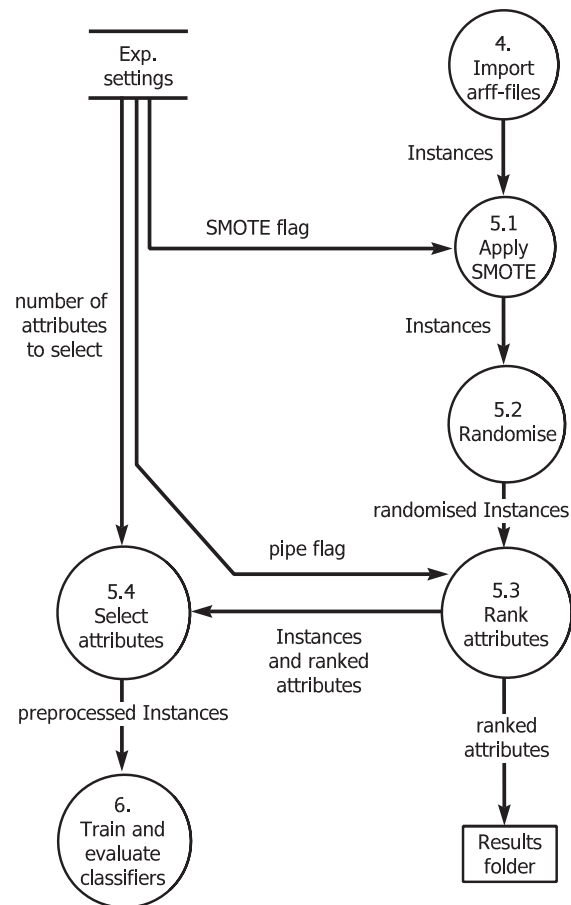 Exp.
settings
4.
Import
arff-files
Instances
5.1
Apply
SMOTE
SMOTE flag
number of
attributes
to select
Instances
5.2
Randomise
randomised Instances
pipe flag
5.3
Rank
attributes
5.4
Select
attributes
Instances
and ranked
attributes
preprocessed Instances
ranked
attributes
6.
Train and
evaluate
classifiers
Results
folder